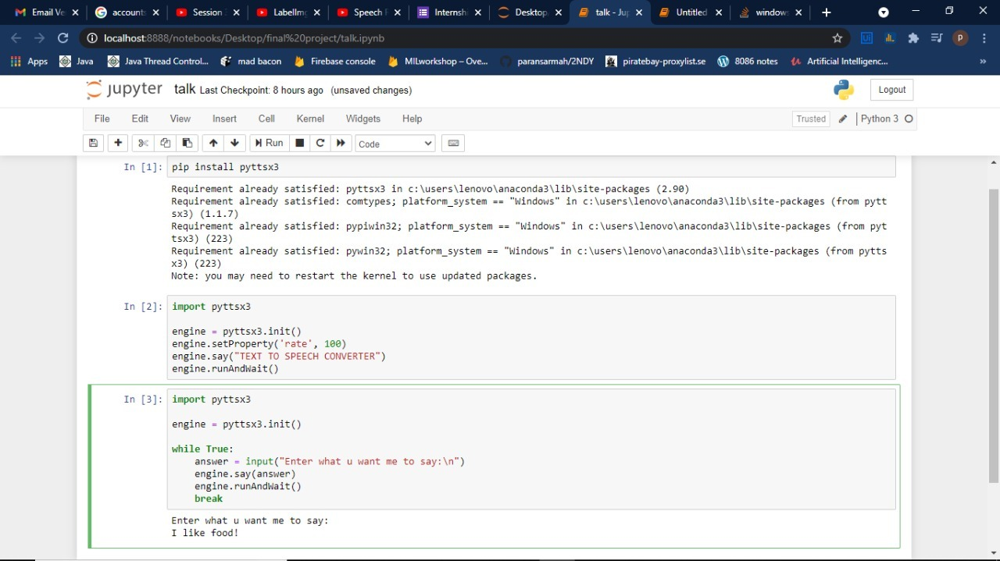 Email Ve
accounts
Session
LabelIm
Speech
Internsh
Desktop
talk - Jup
Untitled
window
localhost:8888/notebooks/Desktop/final%20project/talk.ipynb
P
Apps Java Java Thread Control... mad bacon Firebase console MILworkshop – Ove... paransarmah/2NDY piratebay-proxylist.se 8086 notes Artificial Intelligenc... »
jupyter talk Last Checkpoint: 8 hours ago (unsaved changes) Logout
File Edit View Insert Cell Kernel Widgets Help Trusted Python 3
Run Code
In [1]: pip install pyttsx3
Requirement already satisfied: pyttsx3 in c:\users\lenovo\anaconda3\lib\site-packages (2.90)
Requirement already satisfied: comtypes; platform_system == "Windows" in c:\users\lenovo\anaconda3\lib\site-packages (from pytt
sx3) (1.1.7)
Requirement already satisfied: pypiwin32; platform_system == "Windows" in c:\users\lenovo\anaconda3\lib\site-packages (from pyt
tsx3) (223)
Requirement already satisfied: pywin32; platform_system == "Windows" in c:\users\lenovo\anaconda3\lib\site-packages (from pytts
x3) (223)
Note: you may need to restart the kernel to use updated packages.
In [2]: import pyttsx3
engine = pyttsx3.init()
engine.setProperty('rate', 100)
engine.say("TEXT TO SPEECH CONVERTER")
engine.runAndWait()
In [3]: import pyttsx3
engine = pyttsx3.init()
while True:
answer = input("Enter what u want me to say:\n")
engine.say(answer)
engine.runAndWait()
break
Enter what u want me to say:
I like food!